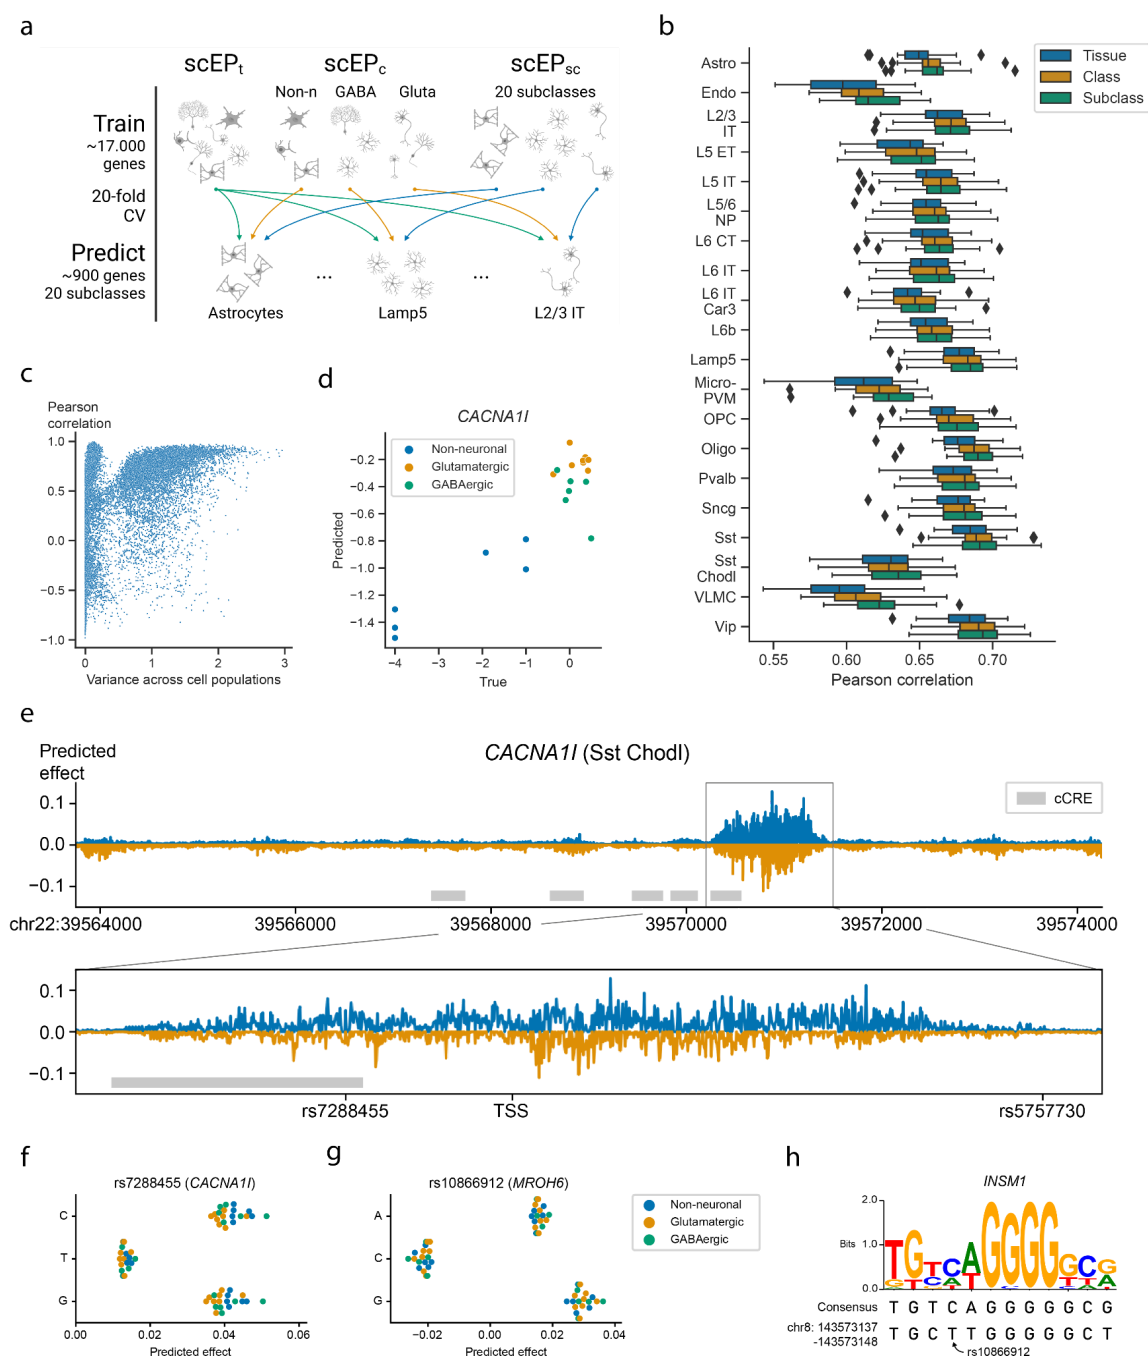 a
scEPt
scEPc
scEPsc
Non-n
GABA
Gluta
20 subclasses
Train
~17.000
genes
20-fold
CV
Predict
~900 genes
20 subclasses
...
...
Astrocytes
Lamp5
L2/3 IT
b
Tissue
Class
Subclass
Astro
Endo
L2/3
IT
L5 ET
L5 IT
L5/6
NP
L6 CT
L6 IT
L6 IT
Car3
L6b
Lamp5
Micro-
PVM
OPC
Oligo
Pvalb
Sncg
Sst
Sst
Chodl
VLMC
Vip
0.55
0.60
0.65
0.70
Pearson correlation
c
Pearson
correlation
1.0
0.5
0.0
−0.5
−1.0
0
1
2
3
Variance across cell populations
d
CACNA1I
Non-neuronal
Glutamatergic
GABAergic
Predicted
−0.2
−0.4
−0.6
−0.8
−1.0
−1.2
−1.4
−4
−3
−2
−1
0
True
e
Predicted
effect
CACNA1I (Sst Chodl)
cCRE
0.1
0.0
−0.1
chr22:39564000
39566000
39568000
39570000
39572000
39574000
0.1
0.0
−0.1
rs7288455
TSS
rs5757730
f
rs7288455 (CACNA1I)
C
T
G
0.00
0.02
0.04
0.06
Predicted effect
g
rs10866912 (MROH6)
A
C
G
−0.02
0.00
0.02
0.04
Predicted effect
Non-neuronal
Glutamatergic
GABAergic
h
INSM1
2.0
Bits 1.0
0.0
Consensus T G T C A G G G G G C G
chr8: 143573137
-143573148
T G C T T G G G G G C T
rs10866912